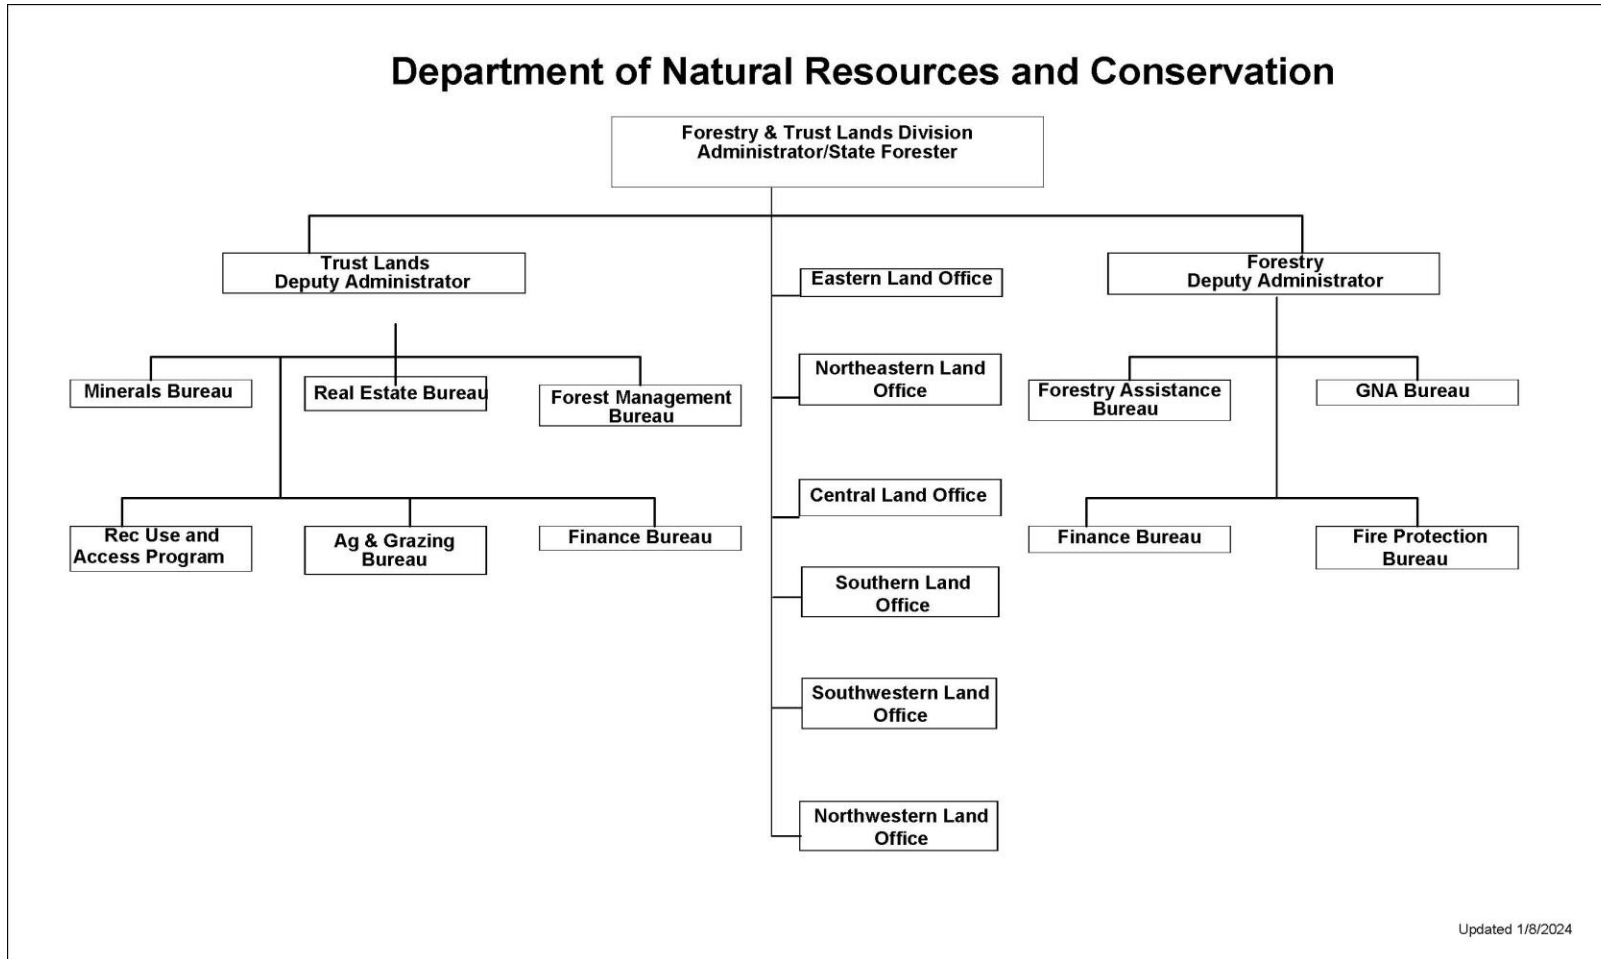 Department of Natural Resources and Conservation
Forestry & Trust Lands Division
Administrator/State Forester
Trust Lands
Deputy Administrator
Minerals Bureau
Real Estate Bureau
Forest Management
Bureau
Rec Use and
Access Program
Ag & Grazing
Bureau
Finance Bureau
Eastern Land Office
Northeastern Land
Office
Central Land Office
Southern Land
Office
Southwestern Land
Office
Northwestern Land
Office
Forestry
Deputy Administrator
Forestry Assistance
Bureau
GNA Bureau
Finance Bureau
Fire Protection
Bureau
Updated 1/8/2024